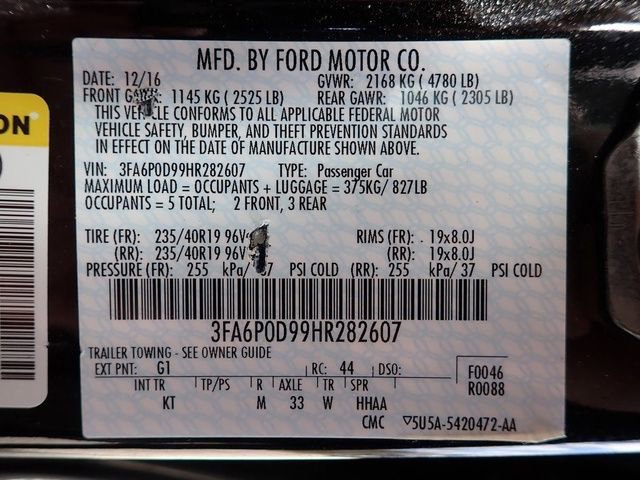 MFD. BY FORD MOTOR CO.
DATE: 12/16 GVWR: 2168 KG ( 4780 LB)
FRONT 1145 KG ( 2525 LB) REAR GAWR: 1046 KG ( 2305 LB)
THIS CONFORMS TO ALL APPLICABLE FEDERAL MOTOR
VEHICLE SAFETY, BUMPER, AND THEFT PREVENTION STANDARDS
IN EFFECT ON THE DATE OF MANUFACTURE SHOWN ABOVE.
VIN: 3FA6P0D99HR282607 TYPE: Passenger Car
MAXIMUM LOAD = OCCUPANTS + LUGGAGE = 375KG/ 827LB
OCCUPANTS = 5 TOTAL; 2 FRONT, 3 REAR
TIRE (FR): 235/40R19 96V RIMS (FR): . 19x8.0J
(RR): 235/40R19 96V (RR): 19x8.0J
PRESSURE (FR): 255 kPa/ PSI COLD (RR): 255 kPa/ 37 PSI COLD
3FA6P0D99HR282607
TRAILER TOWING - SEE OWNER GUIDE
EXT PNT: G1 RC: 44 DSO: F0046
INT TR TP/PS R AXLE TR SPR R0088
KT M 33 W HHAA
CMC ▽5U5A-5420472-AA
ON